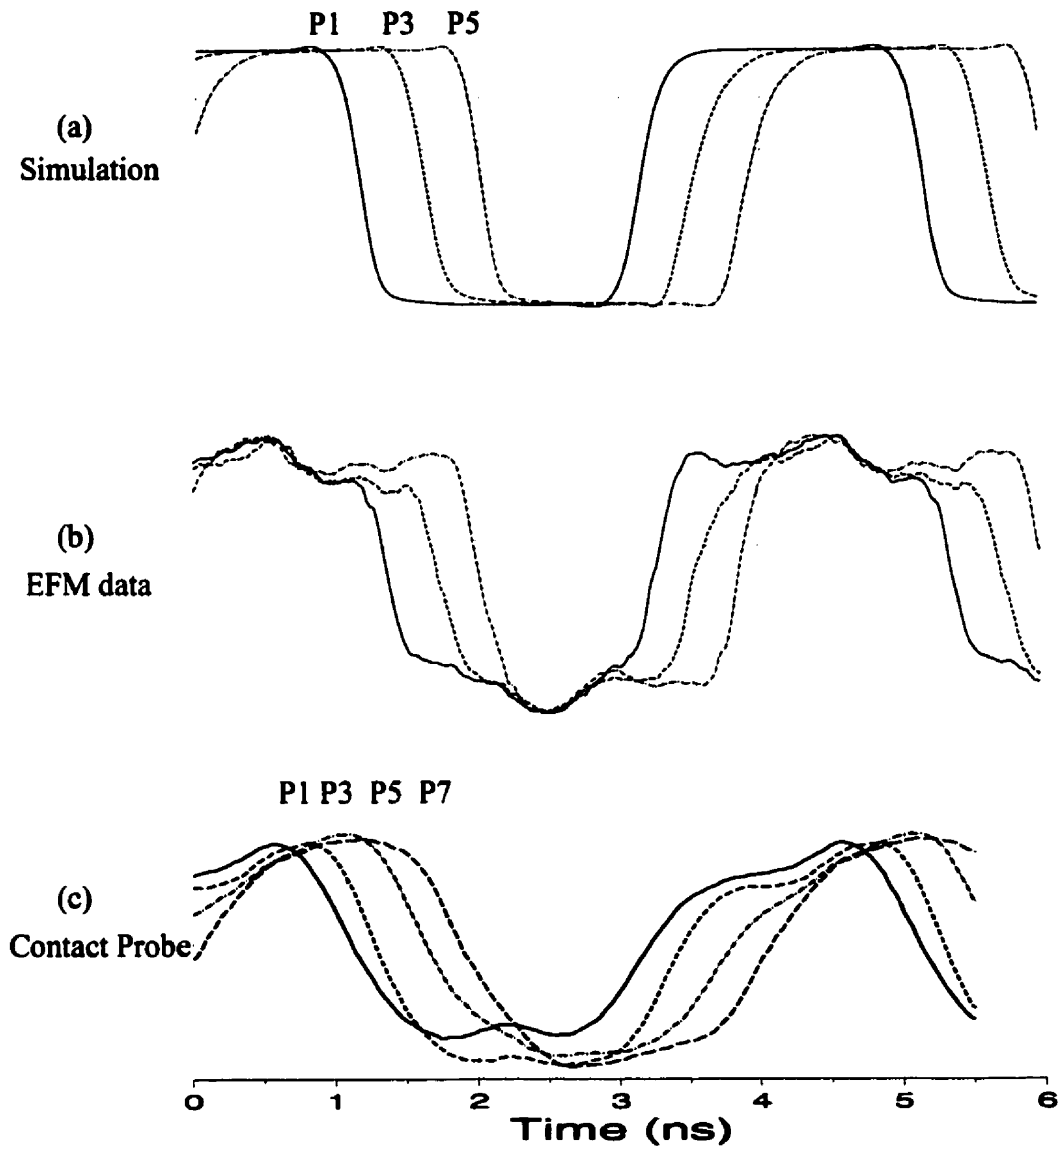 P1 P3 P5
(a)
Simulation
(b)
EFM data
P1 P3 P5 P7
(c)
Contact Probe
0 1 2 3 4 5 6
Time (ns)